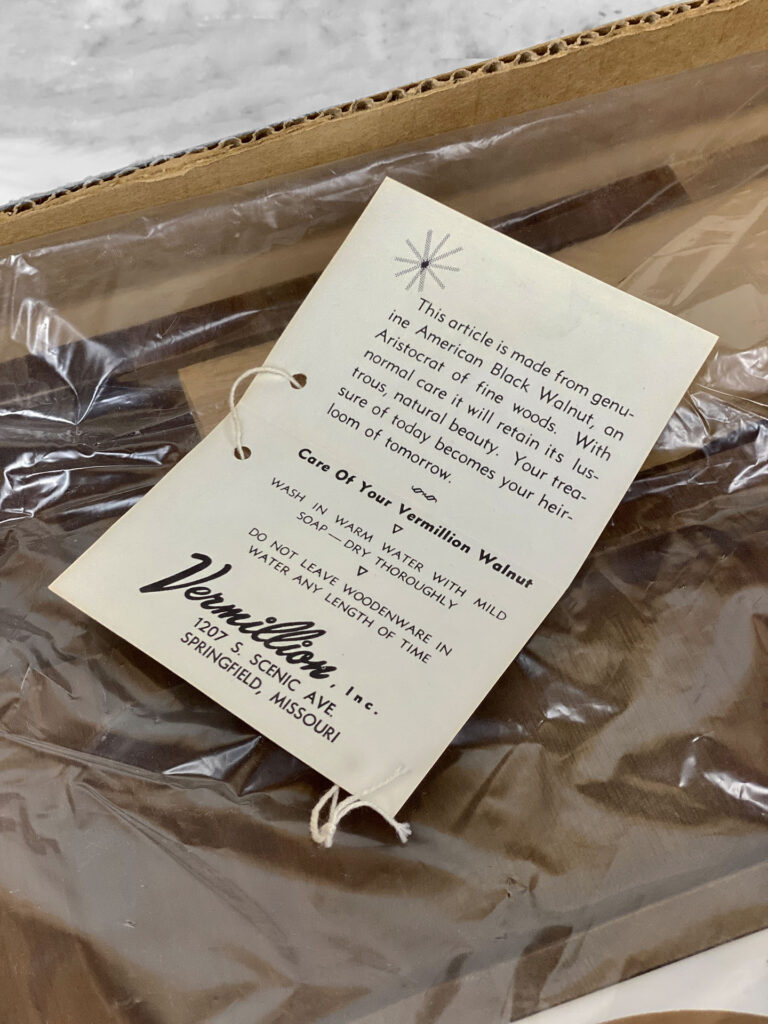 This article is made from genu-
ine American Black Walnut, an
Aristocrat of fine woods. With
normal care it will retain its lus-
trous, natural beauty. Your trea-
sure of today becomes your heir-
loom of tomorrow.
Care Of Your Vermillion Walnut
WASH IN WARM WATER WITH MILD
SOAP — DRY THOROUGHLY
DO NOT LEAVE WOODENWARE IN
WATER ANY LENGTH OF TIME
Vermillion, Inc.
1207 S. SCENIC AVE.
SPRINGFIELD, MISSOURI